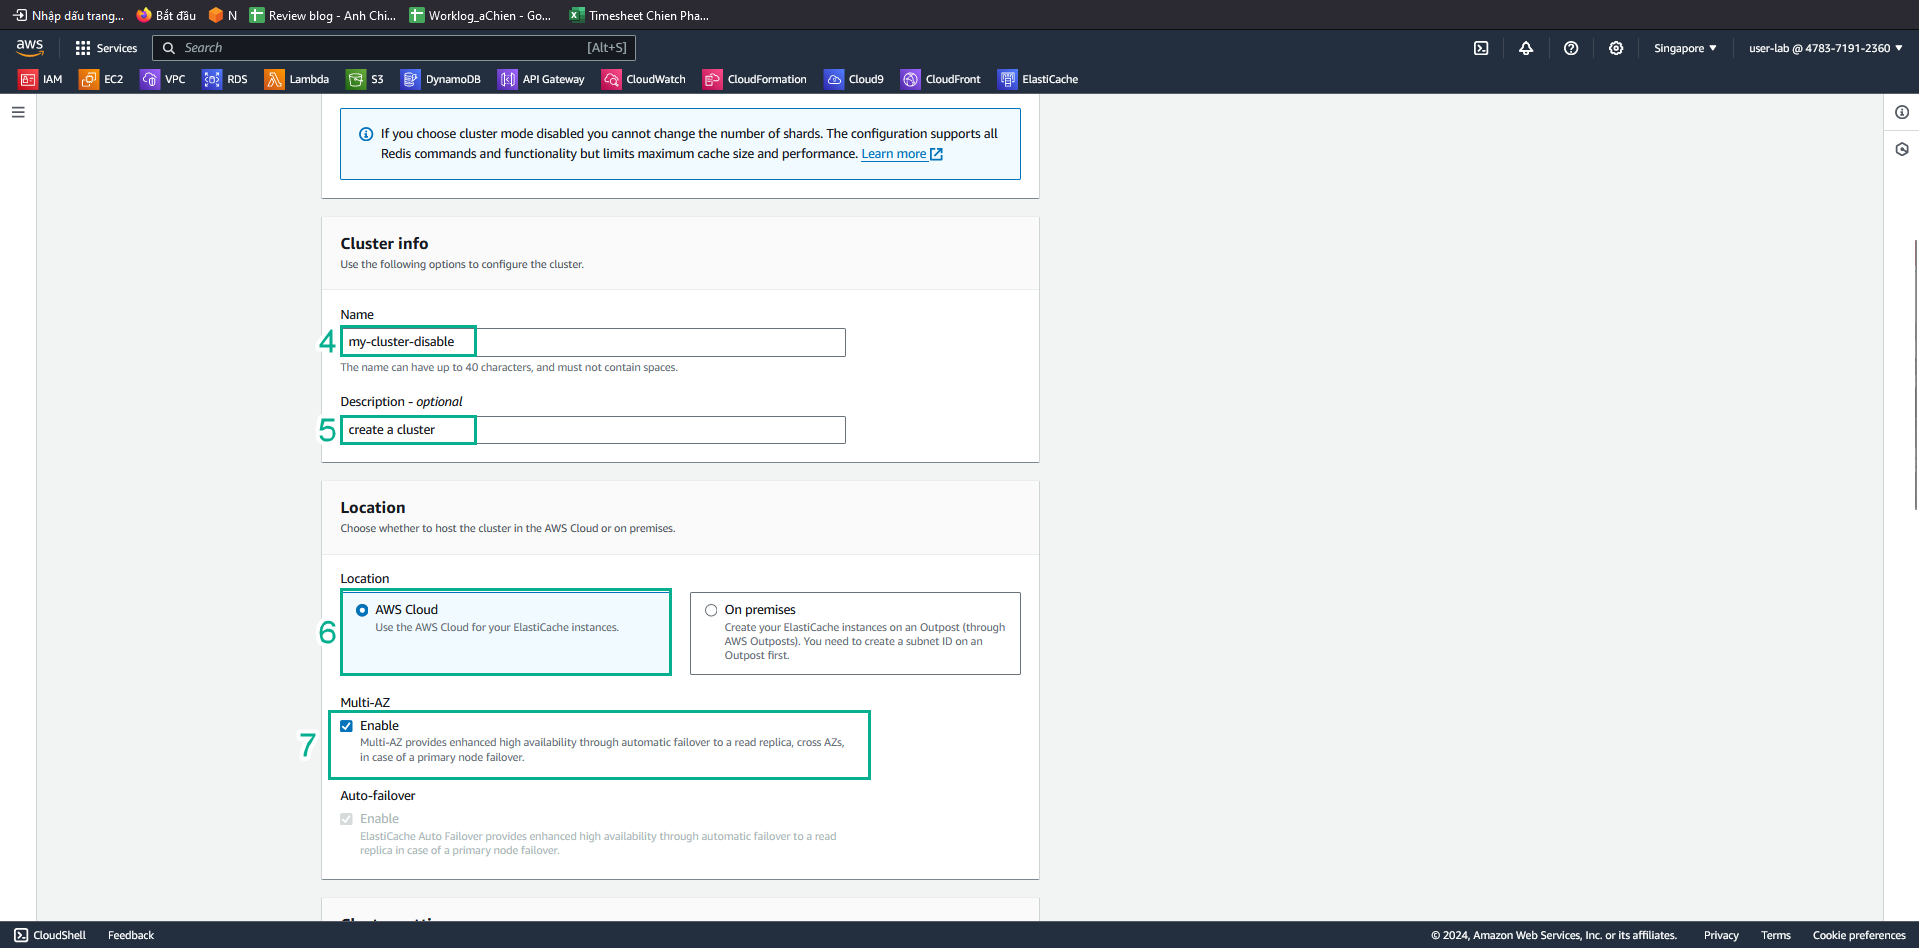 Nhập dấu trang... Bắt đầu N Review blog - Anh Chi... Worklog_aChien - Go... Timesheet Chien Pha...
aws Services Search [Alt+S] Singapore ▼ user-lab @ 4783-7191-2360 ▼
IAM EC2 VPC RDS Lambda S3 DynamoDB API Gateway CloudWatch CloudFormation Cloud9 CloudFront ElastiCache
If you choose cluster mode disabled you cannot change the number of shards. The configuration supports all
Redis commands and functionality but limits maximum cache size and performance. Learn more
Cluster info
Use the following options to configure the cluster.
Name
4 my-cluster-disable
The name can have up to 40 characters, and must not contain spaces.
Description - optional
5 create a cluster
Location
Choose whether to host the cluster in the AWS Cloud or on premises.
Location
6 AWS Cloud
Use the AWS Cloud for your ElastiCache instances.
On premises
Create your ElastiCache instances on an Outpost (through
AWS Outposts). You need to create a subnet ID on an
Outpost first.
Multi-AZ
7 Enable
Multi-AZ provides enhanced high availability through automatic failover to a read replica, cross AZs,
in case of a primary node failover.
Auto-failover
Enable
ElastiCache Auto Failover provides enhanced high availability through automatic failover to a read
replica in case of a primary node failover.
CloudShell Feedback © 2024, Amazon Web Services, Inc. or its affiliates. Privacy Terms Cookie preferences